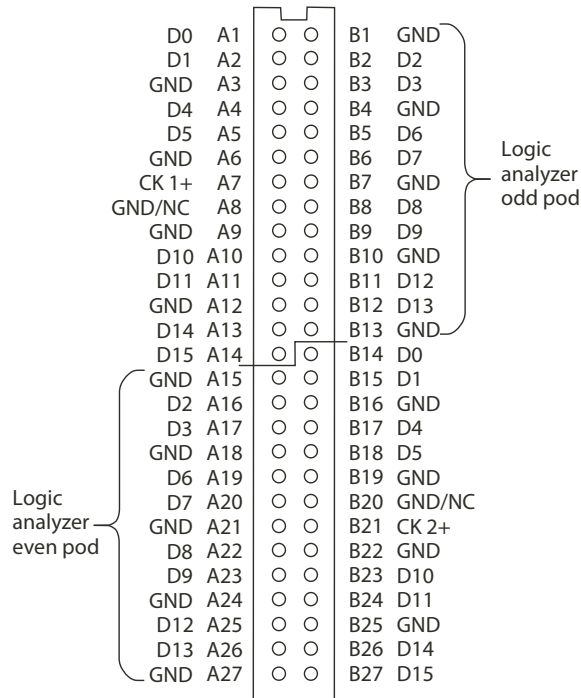 D0 A1 B1 GND
D1 A2 B2 D2
GND A3 B3 D3
D4 A4 B4 GND
D5 A5 B5 D6
GND A6 B6 D7
CK 1+ A7 B7 GND
GND/NC A8 B8 D8
GND A9 B9 D9
D10 A10 B10 GND
D11 A11 B11 D12
GND A12 B12 D13
D14 A13 B13 GND
D15 A14 B14 D0
GND A15 B15 D1
D2 A16 B16 GND
D3 A17 B17 D4
GND A18 B18 D5
D6 A19 B19 GND
D7 A20 B20 GND/NC
GND A21 B21 CK 2+
D8 A22 B22 GND
D9 A23 B23 D10
GND A24 B24 D11
D12 A25 B25 GND
D13 A26 B26 D14
GND A27 B27 D15
Logic
analyzer
odd pod
Logic
analyzer
even pod